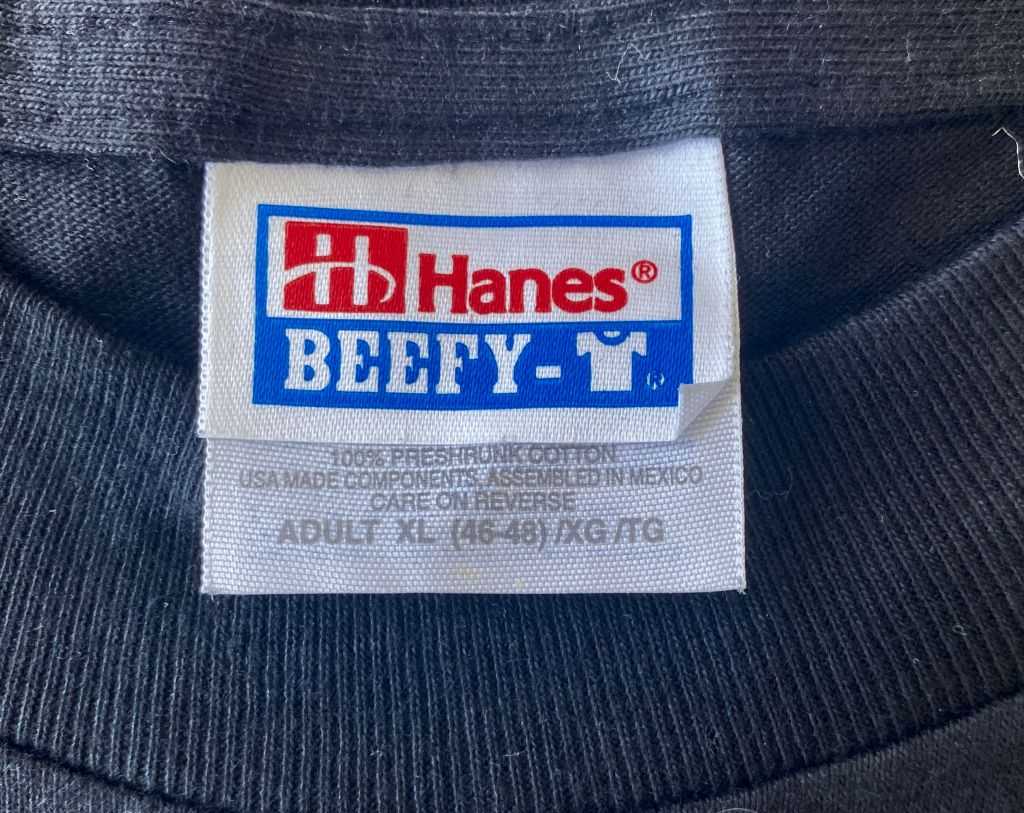 H Hanes®
BEEFY-T®
100% PRESHRUNK COTTON
USA MADE COMPONENTS, ASSEMBLED IN MEXICO
CARE ON REVERSE
ADULT XL (46-48) /XG /TG